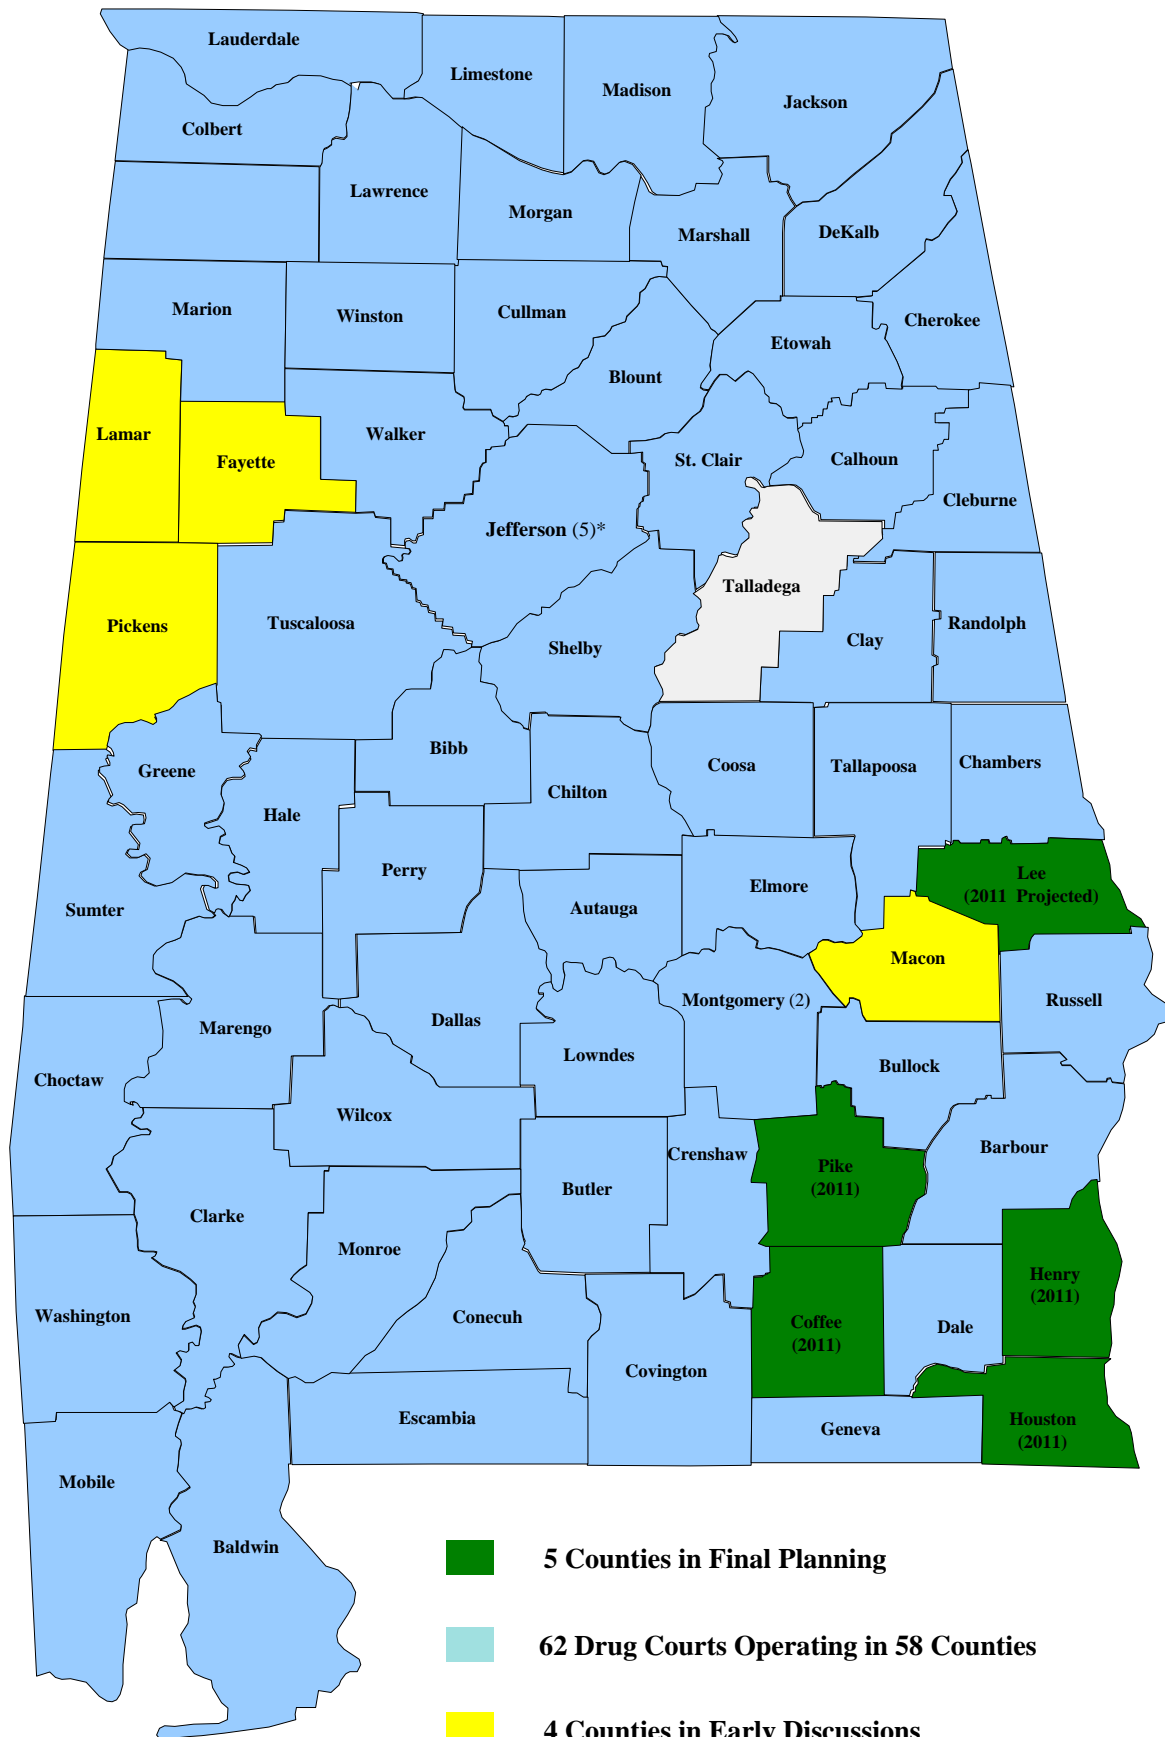 Lauderdale
Limestone
Madison
Jackson
Colbert
Lawrence
Morgan
Marshall
DeKalb
Marion
Winston
Cullman
Cherokee
Etowah
Blount
Lamar
Fayette
Walker
St. Clair
Calhoun
Cleburne
Jefferson (5)*
Talladega
Pickens
Tuscaloosa
Shelby
Clay
Randolph
Greene
Bibb
Coosa
Tallapoosa
Chambers
Hale
Chilton
Perry
Elmore
Lee
(2011 Projected)
Sumter
Autauga
Macon
Marengo
Dallas
Montgomery (2)
Russell
Lowndes
Bullock
Choctaw
Wilcox
Crenshaw
Pike
(2011)
Barbour
Butler
Clarke
Monroe
Henry
(2011)
Washington
Conecuh
Coffee
(2011)
Dale
Covington
Escambia
Geneva
Houston
(2011)
Mobile
Baldwin
5 Counties in Final Planning
62 Drug Courts Operating in 58 Counties
4 Counties in Early Discussions